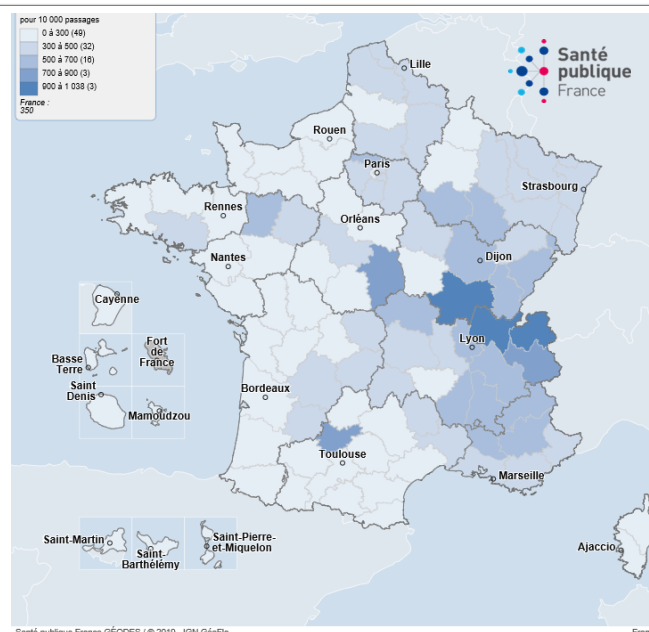 pour 10 000 passages
0 à 300 (49)
300 à 500 (32)
500 à 700 (16)
700 à 900 (3)
900 à 1 038 (3)
France :
350
Santé
publique
France
Lille
Rouen
Paris
Strasbourg
Rennes
Orléans
Dijon
Nantes
Cayenne
Lyon
Basse
Terre
Fort
de
France
Saint
Denis
Mamoudzou
Bordeaux
Toulouse
Marseille
Saint-Martin
Saint-
Barthélémy
Saint-Pierre-
et-Miquelon
Ajaccio